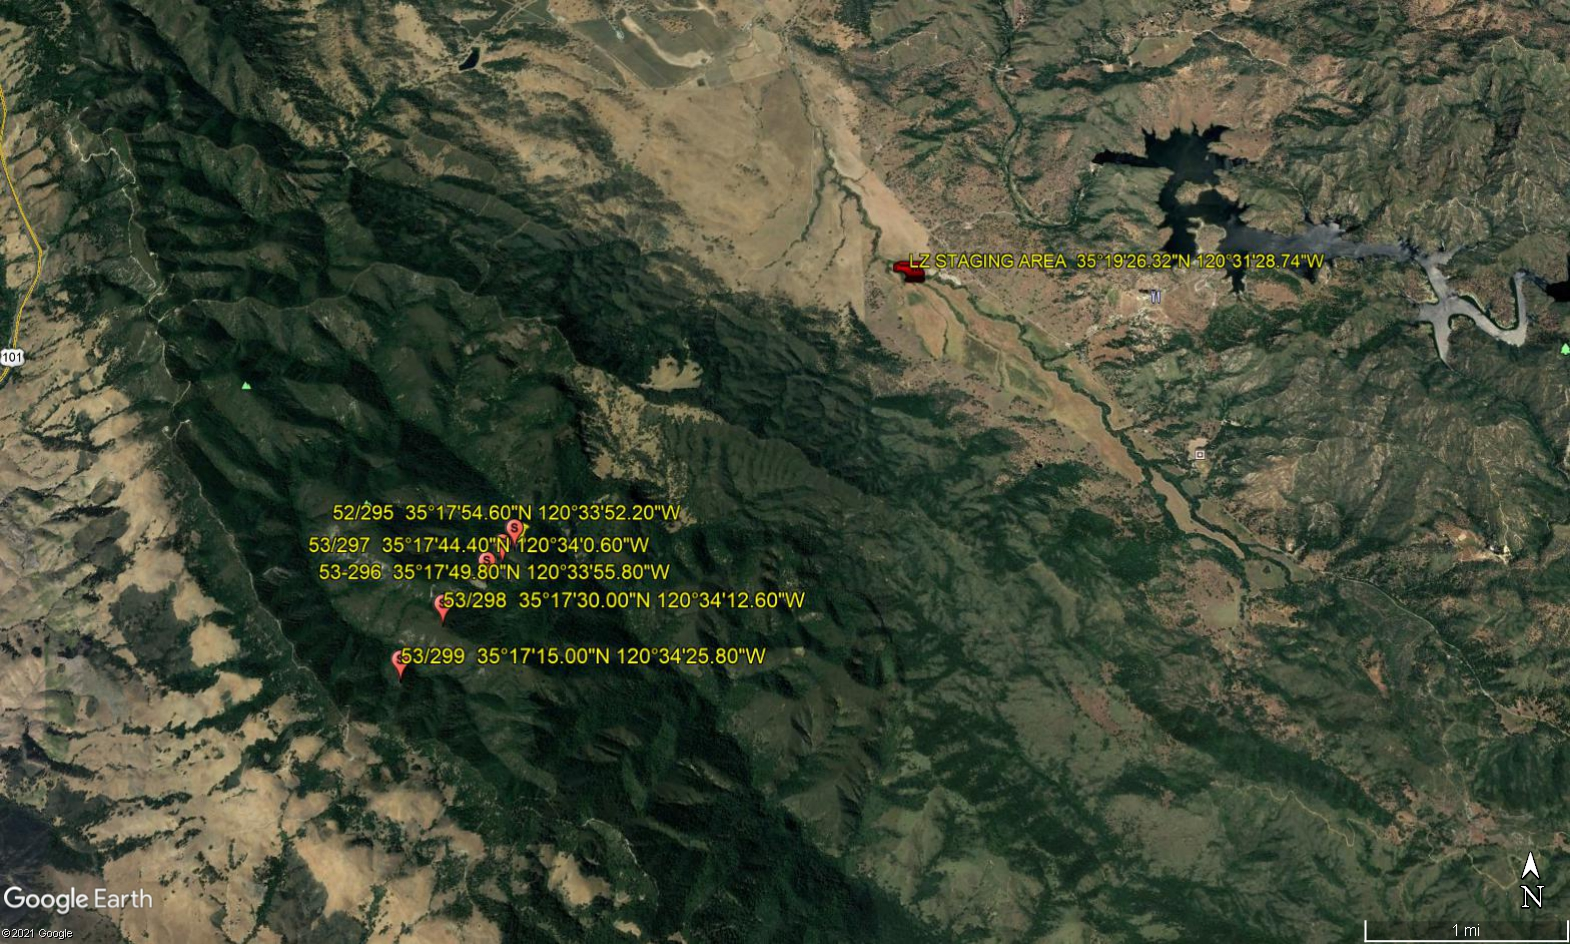 LZ STAGING AREA  35°19'26.32"N 120°31'28.74"W
101
52/295  35°17'54.60"N 120°33'52.20"W
S
53/297  35°17'44.40"N 120°34'0.60"W
S
53-296  35°17'49.80"N 120°33'55.80"W
53/298  35°17'30.00"N 120°34'12.60"W
53/299  35°17'15.00"N 120°34'25.80"W
Google Earth
N
©2021 Google
1 mi